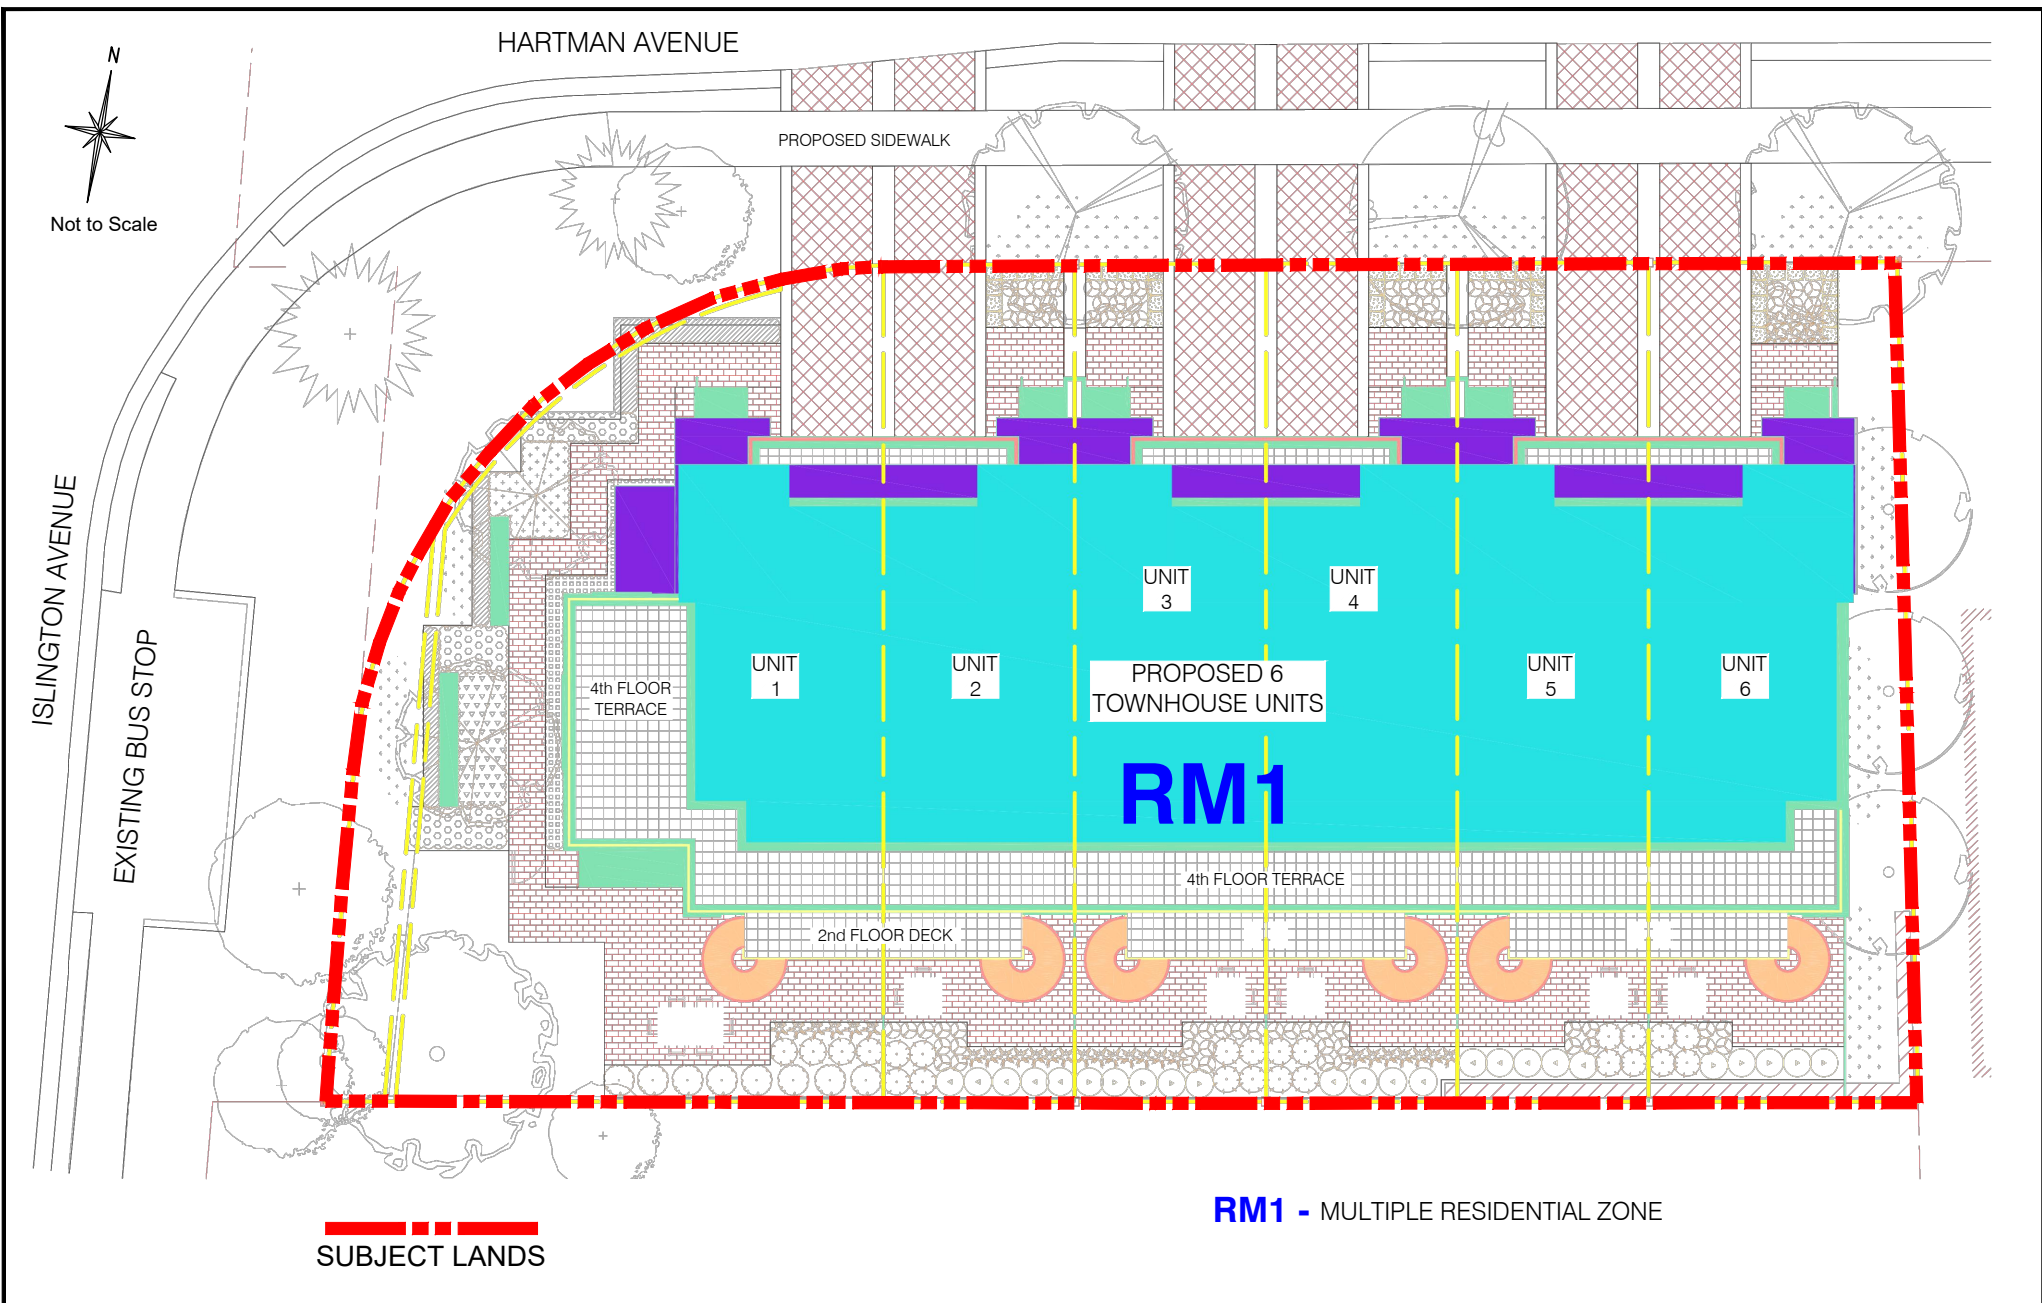 HARTMAN AVENUE
N
Not to Scale
PROPOSED SIDEWALK
ISLINGTON AVENUE
EXISTING BUS STOP
UNIT
3
UNIT
4
UNIT
1
UNIT
2
UNIT
5
UNIT
6
4th FLOOR
TERRACE
PROPOSED 6
TOWNHOUSE UNITS
RM1
4th FLOOR TERRACE
2nd FLOOR DECK
RM1 - MULTIPLE RESIDENTIAL ZONE
SUBJECT LANDS